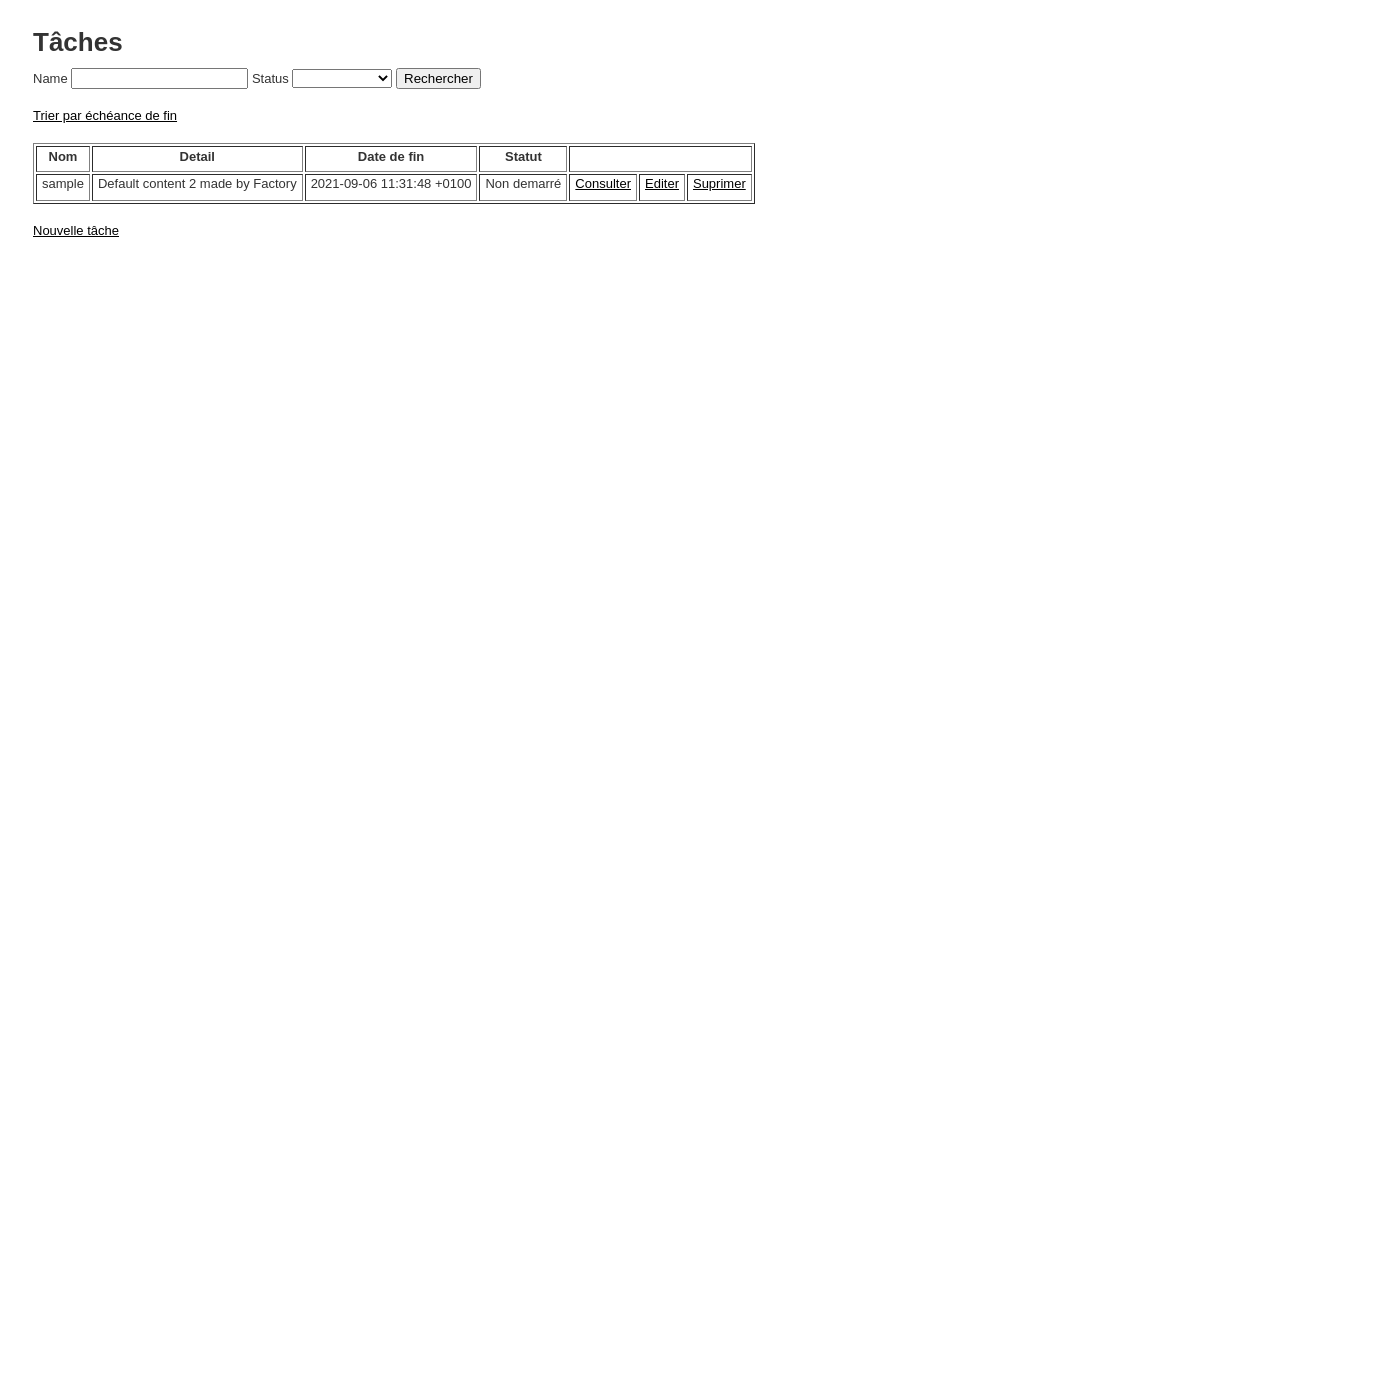 Tâches
Name Status Rechercher
Trier par échéance de fin
Nom Detail Date de fin Statut
sample Default content 2 made by Factory 2021-09-06 11:31:48 +0100 Non demarré Consulter Editer Suprimer
Nouvelle tâche